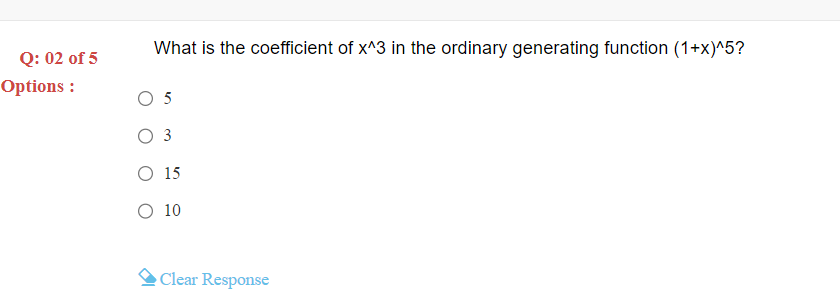 What is the coefficient of x^3 in the ordinary generating function (1+x)^5?
Q: 02 of 5
Options :
5
3
15
10
Clear Response